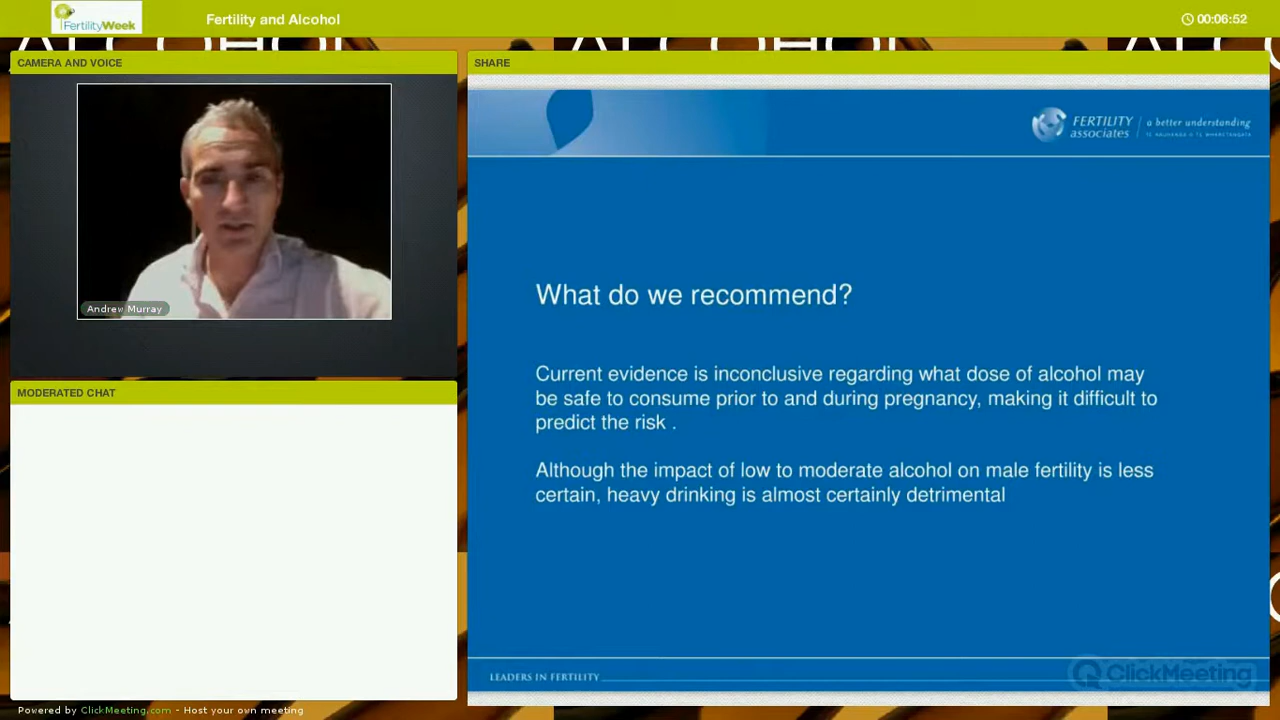 FertilityWeek
Fertility and Alcohol
00:06:52
ALCOHOL
ALCOHOL
CAMERA AND VOICE
SHARE
Andrew Murray
MODERATED CHAT
FERTILITY
associates
a better understanding
What do we recommend?
Current evidence is inconclusive regarding what dose of alcohol may
be safe to consume prior to and during pregnancy, making it difficult to
predict the risk .
Although the impact of low to moderate alcohol on male fertility is less
certain, heavy drinking is almost certainly detrimental
LEADERS IN FERTILITY
ClickMeeting
Powered by ClickMeeting.com - Host your own meeting